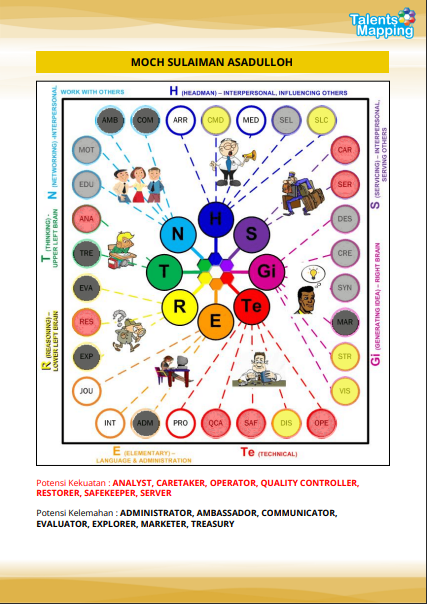 Talents
Mapping
MOCH SULAIMAN ASADULLOH
WORK WITH OTHERS
H (HEADMAN) – INTERPERSONAL, INFLUENCING OTHERS
N (NETWORKING) -INTERPERSONAL
S (SERVICING) – INTERPERSONAL, SERVING OTHERS
T (THINKING), UPPER LEFT BRAIN
R (REASONING) – LOWER LEFT BRAIN
Gi (GENERATING IDEA) – RIGHT BRAIN
AMB COM ARR CMD MED SEL SLC
MOT CAR
EDU SER
ANA DES
TRE CRE
EVA SYN
RES MAR
EXP STR
JOU VIS
INT ADM PRO QCA SAF DIS OPE
H
N S
T Gi
R Te
E
E (ELEMENTARY) –
LANGUAGE & ADMINISTRATION
Te (TECHNICAL)
Potensi Kekuatan : ANALYST, CARETAKER, OPERATOR, QUALITY CONTROLLER,
RESTORER, SAFEKEEPER, SERVER
Potensi Kelemahan : ADMINISTRATOR, AMBASSADOR, COMMUNICATOR,
EVALUATOR, EXPLORER, MARKETER, TREASURY